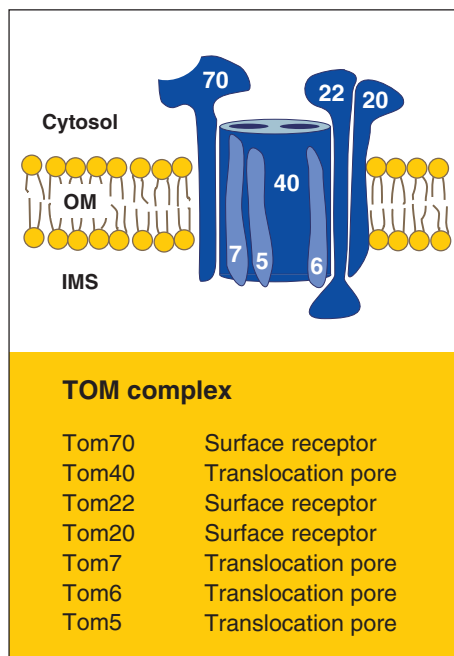 70
22
20
Cytosol
40
OM
7
5
6
IMS
TOM complex
Tom70 Surface receptor
Tom40 Translocation pore
Tom22 Surface receptor
Tom20 Surface receptor
Tom7 Translocation pore
Tom6 Translocation pore
Tom5 Translocation pore